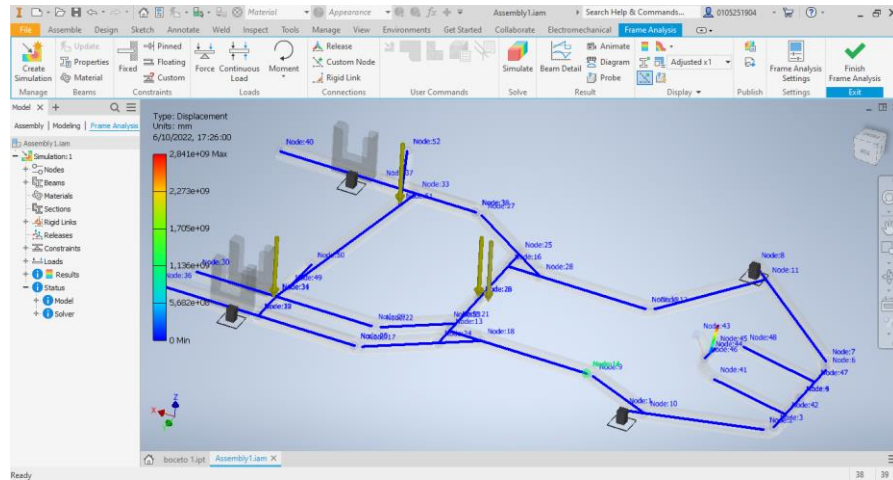 Material
Appearance
Assembly1.iam
Search Help & Commands...
0105251904
File Assemble Design Sketch Annotate Weld Inspect Tools Manage View Environments Get Started Collaborate Electromechanical Frame Analysis
Create Simulation
Update
Properties
Material
Fixed
Pinned
Floating
Custom
Force
Continuous Load
Moment
Release
Custom Node
Rigid Link
Simulate
Beam Detail
Animate
Diagram
Probe
Adjusted x1
Frame Analysis Settings
Finish Frame Analysis
Manage Beams Constraints Loads Connections User Commands Solve Result Display Publish Settings Exit
Model
Assembly | Modeling | Frame Analysis
Assembly1.iam
Simulation:1
Nodes
Beams
Materials
Sections
Rigid Links
Releases
Constraints
Loads
Results
Status
Model
Solver
Type: Displacement
Units: mm
6/10/2022, 17:26:00
2,841e+09 Max
2,273e+09
1,705e+09
1,136e+09
5,682e+08
0 Min
Node:40
Node:52
Node:33
Node:25
Node:16
Node:28
Node:8
Node:11
Node:30
Node:36
Node:49
Node:13
Node:18
Node:9
Node:10
Node:43
Node:45
Node:48
Node:44
Node:46
Node:41
Node:7
Node:6
Node:47
Node:42
Z
X
Y
boceto 1.ipt
Assembly1.iam
Ready
38 39